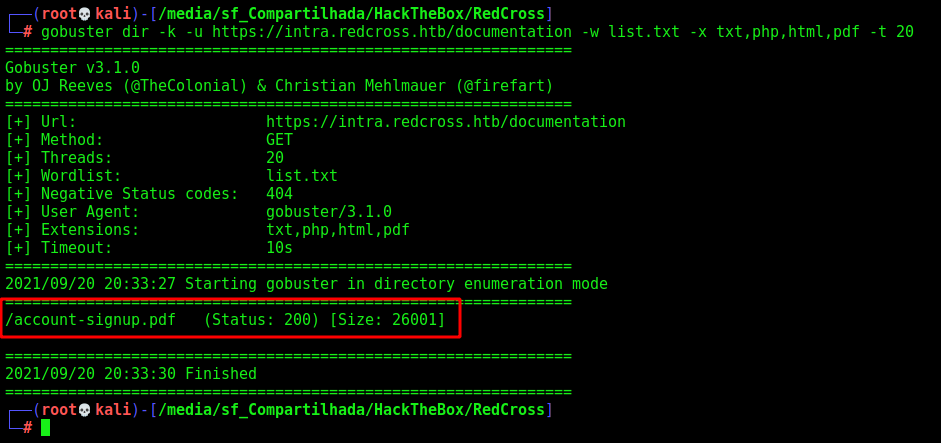 ┌──(root💀kali)-[/media/sf_Compartilhada/HackTheBox/RedCross]
└─# gobuster dir -k -u https://intra.redcross.htb/documentation -w list.txt -x txt,php,html,pdf -t 20
===============================================================
Gobuster v3.1.0
by OJ Reeves (@TheColonial) & Christian Mehlmauer (@firefart)
===============================================================
[+] Url:                     https://intra.redcross.htb/documentation
[+] Method:                  GET
[+] Threads:                 20
[+] Wordlist:                list.txt
[+] Negative Status codes:   404
[+] User Agent:              gobuster/3.1.0
[+] Extensions:              txt,php,html,pdf
[+] Timeout:                 10s
===============================================================
2021/09/20 20:33:27 Starting gobuster in directory enumeration mode
===============================================================
/account-signup.pdf   (Status: 200) [Size: 26001]
===============================================================
2021/09/20 20:33:30 Finished
===============================================================
┌──(root💀kali)-[/media/sf_Compartilhada/HackTheBox/RedCross]
└─#